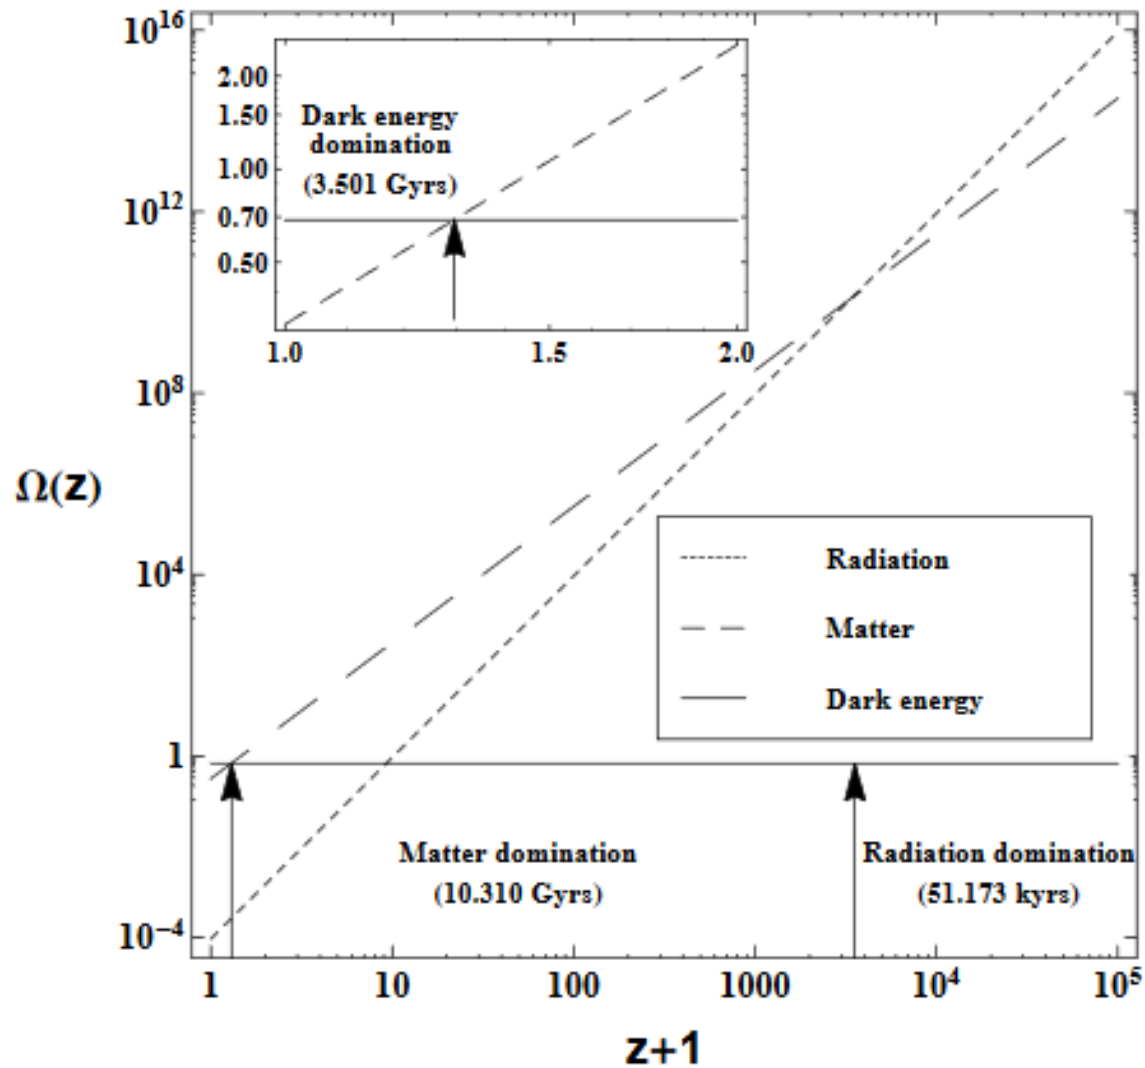 10^16
10^12
10^8
10^4
1
10^−4
Ω(z)
2.00
1.50
1.00
0.70
0.50
Dark energy
domination
(3.501 Gyrs)
1.0 1.5 2.0
Radiation
Matter
Dark energy
Matter domination
(10.310 Gyrs)
Radiation domination
(51.173 kyrs)
1 10 100 1000 10^4 10^5
z+1